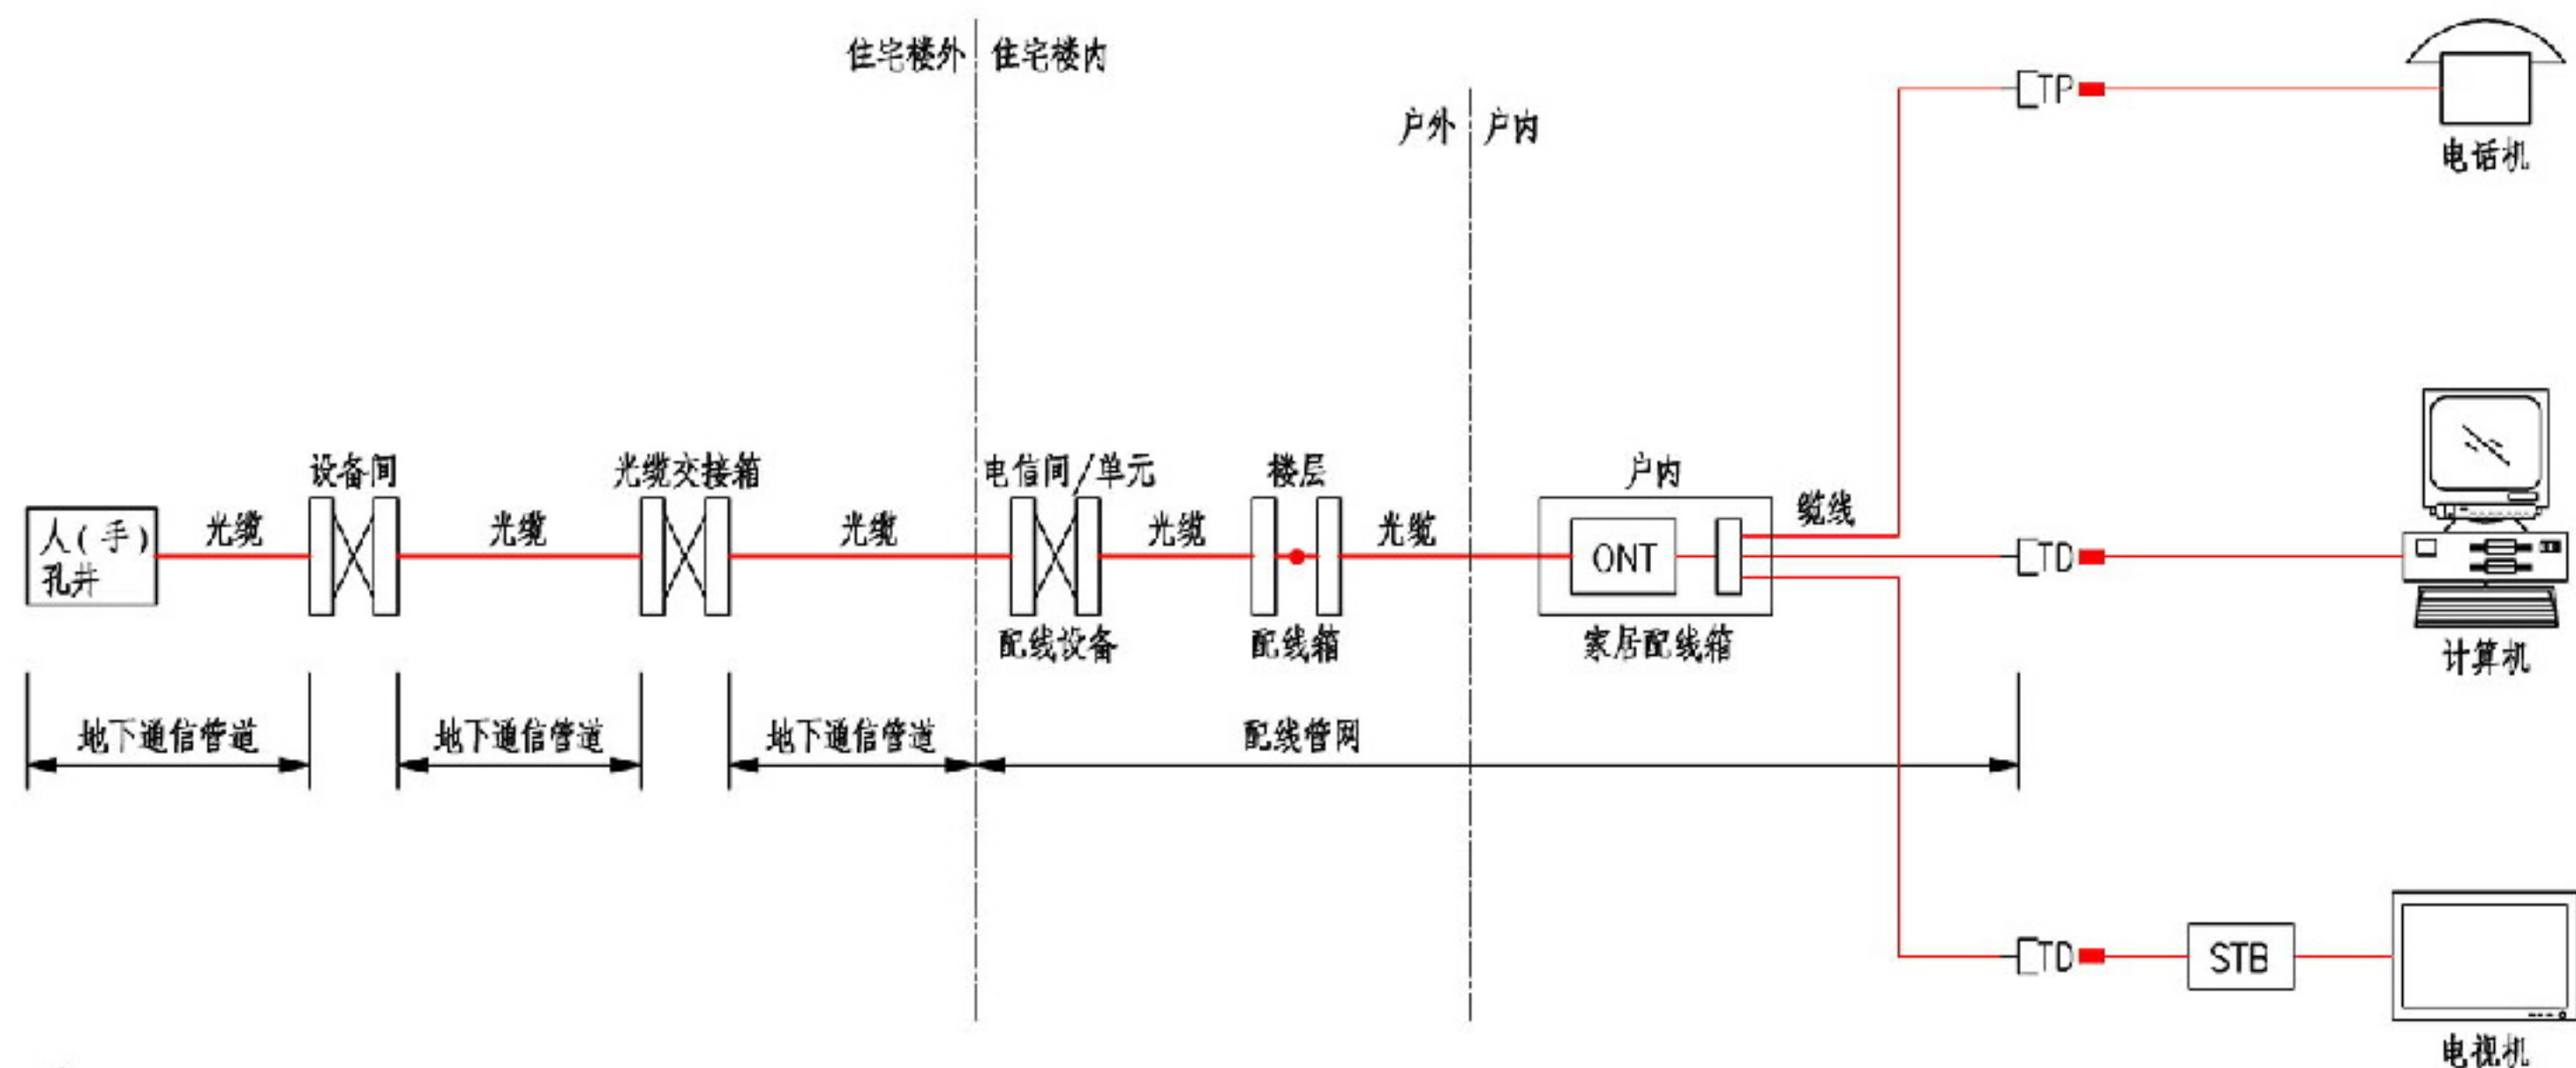 住宅楼外
住宅楼内
TP
户外
户内
电话机
设备间
光缆交接箱
电信间/单元
楼层
户内
缆线
人(手)
孔井
光缆
光缆
光缆
光缆
光缆
ONT
TD
配线设备
配线箱
家居配线箱
计算机
地下通信管道
地下通信管道
地下通信管道
配线管网
TD
STB
电视机